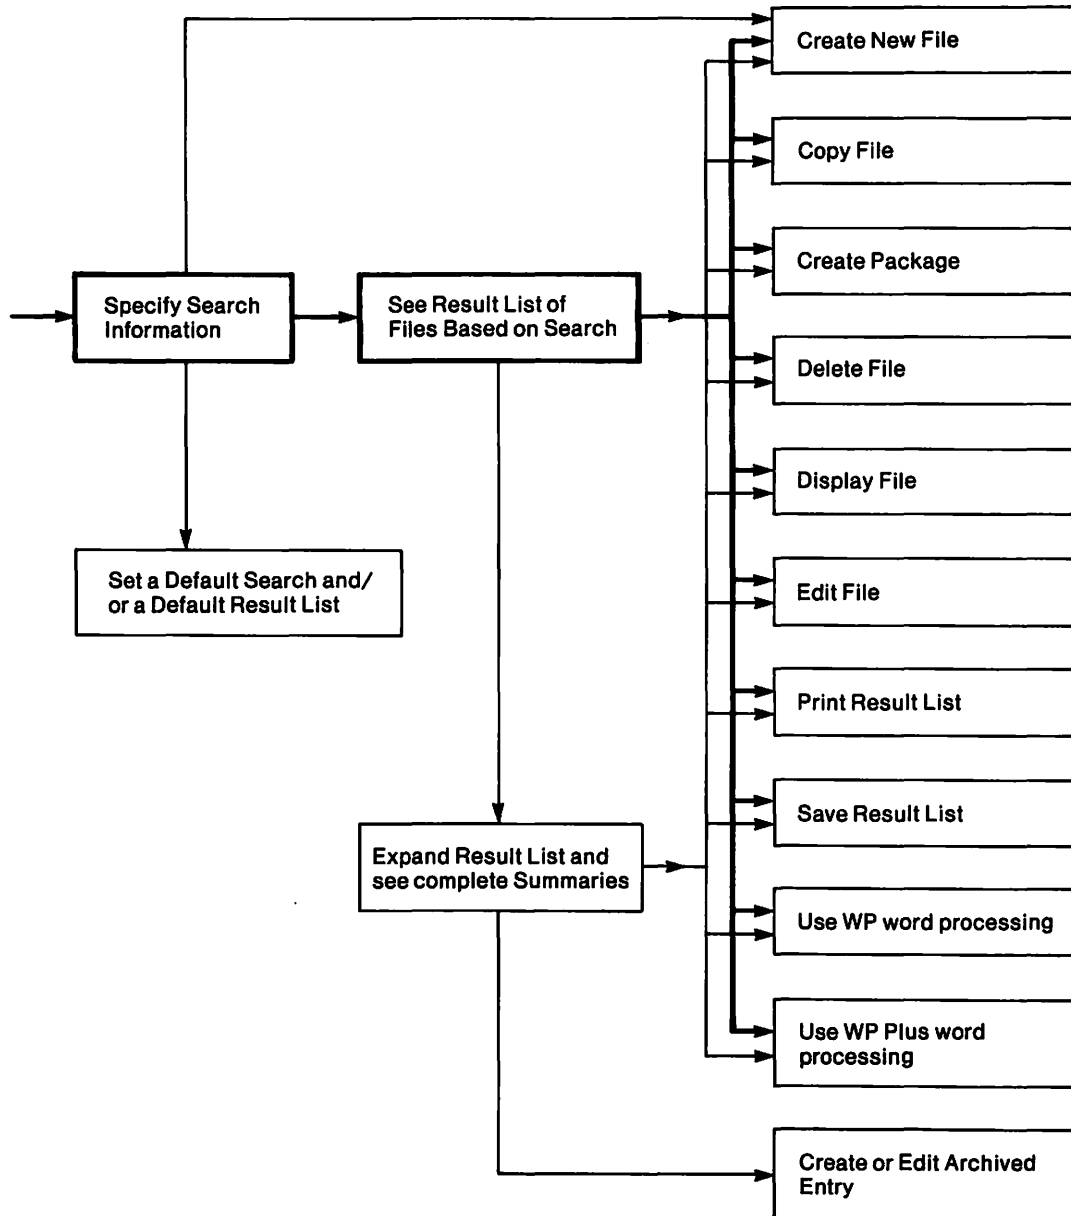 Create New File
Copy File
Create Package
Specify Search
Information
See Result List of
Files Based on Search
Delete File
Display File
Set a Default Search and/
or a Default Result List
Edit File
Print Result List
Save Result List
Expand Result List and
see complete Summaries
Use WP word processing
Use WP Plus word
processing
Create or Edit Archived
Entry